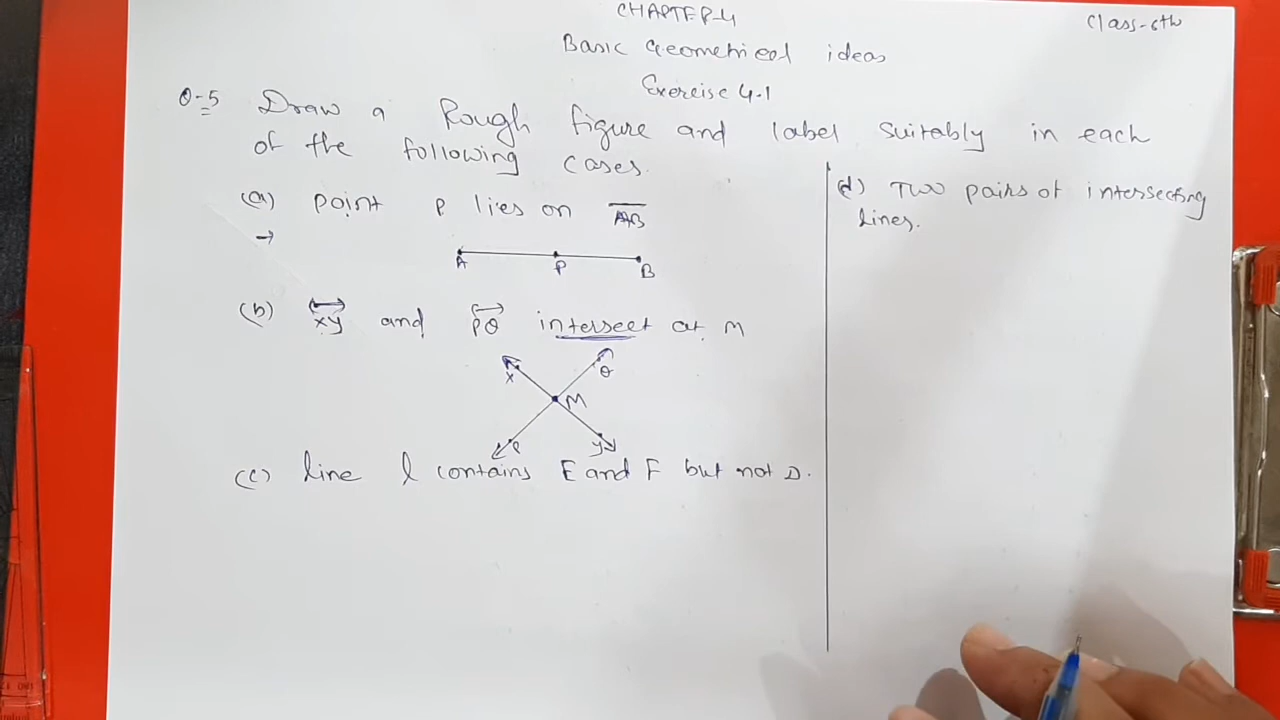 CHAPTER-4
Class-6th
Basic Geometrical ideas
Exercise 4.1
Q-5 Draw a Rough figure and label suitably in each
of the following cases.
(a) point P lies on AB
→
A P B
(b) XY and PQ intersect at M
X Q
M
P Y
(c) line l contains E and F but not D.
(d) Two pairs of intersecting
lines.